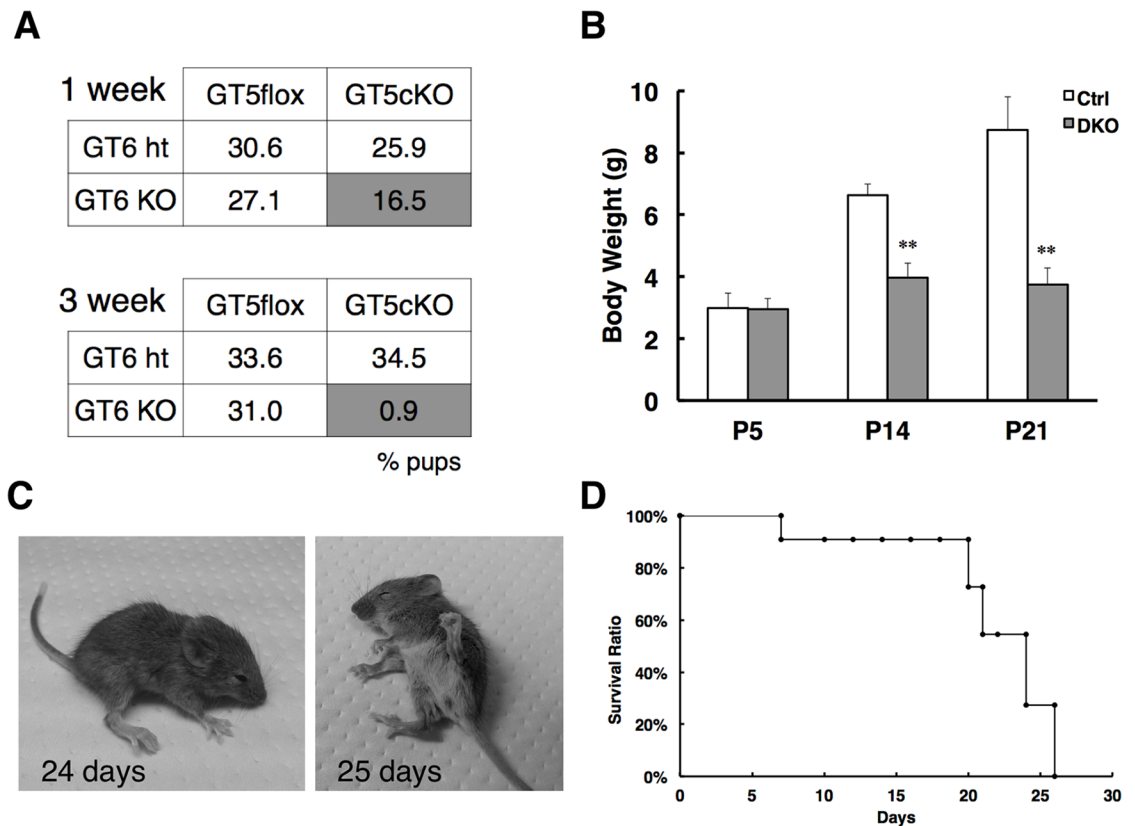 A
1 week GT5flox GT5cKO
GT6 ht 30.6 25.9
GT6 KO 27.1 16.5
3 week GT5flox GT5cKO
GT6 ht 33.6 34.5
GT6 KO 31.0 0.9
% pups
B
Body Weight (g)
10
8
6
4
2
0
Ctrl
DKO
**
**
P5 P14 P21
C
24 days
25 days
D
Survival Ratio
100%
80%
60%
40%
20%
0%
0 5 10 15 20 25 30
Days